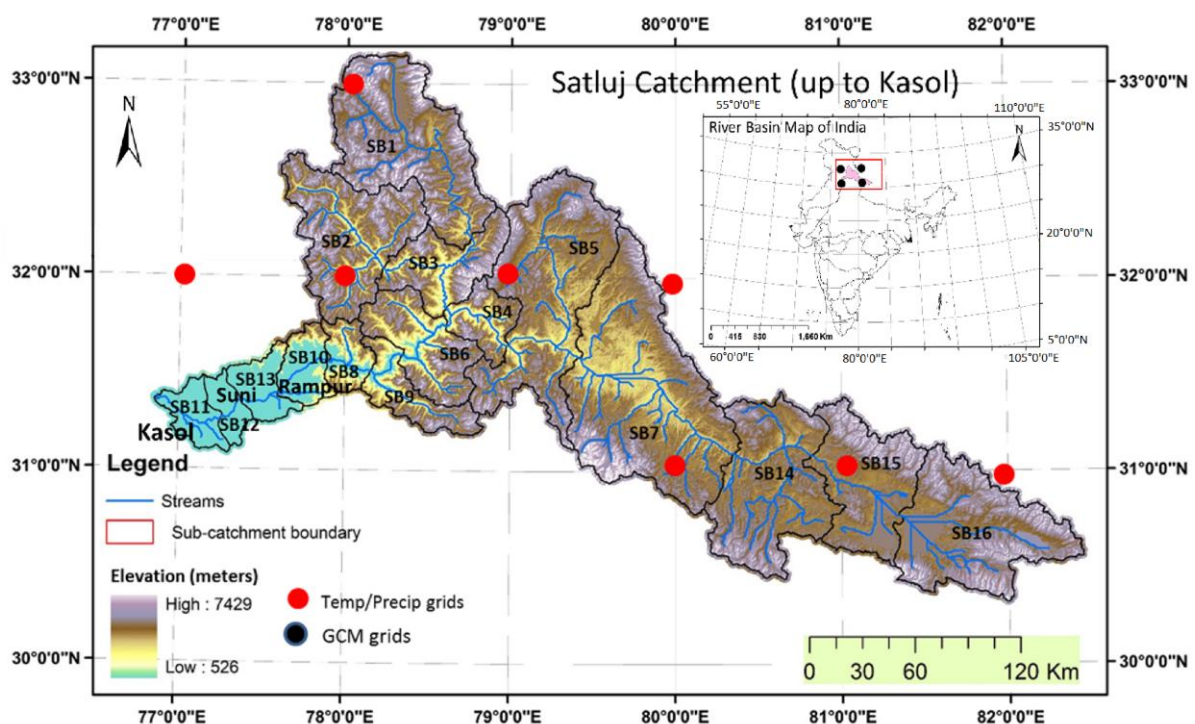 77°0'0"E 78°0'0"E 79°0'0"E 80°0'0"E 81°0'0"E 82°0'0"E
33°0'0"N
33°0'0"N
N
Satluj Catchment (up to Kasol)
55°0'0"E 80°0'0"E 110°0'0"E
River Basin Map of India
35°0'0"N
N
20°0'0"N
0 415 830 1,660 Km
5°0'0"N
60°0'0"E 80°0'0"E 105°0'0"E
SB1
SB2
SB3
SB5
32°0'0"N
32°0'0"N
SB4
SB10
SB6
SB13
SB8
Suni
Rampur
SB9
SB11
SB12
Kasol
SB7
31°0'0"N
31°0'0"N
SB14
SB15
SB16
Legend
Streams
Sub-catchment boundary
Elevation (meters)
High : 7429
Low : 526
Temp/Precip grids
GCM grids
0 30 60 120 Km
30°0'0"N
30°0'0"N
77°0'0"E 78°0'0"E 79°0'0"E 80°0'0"E 81°0'0"E 82°0'0"E